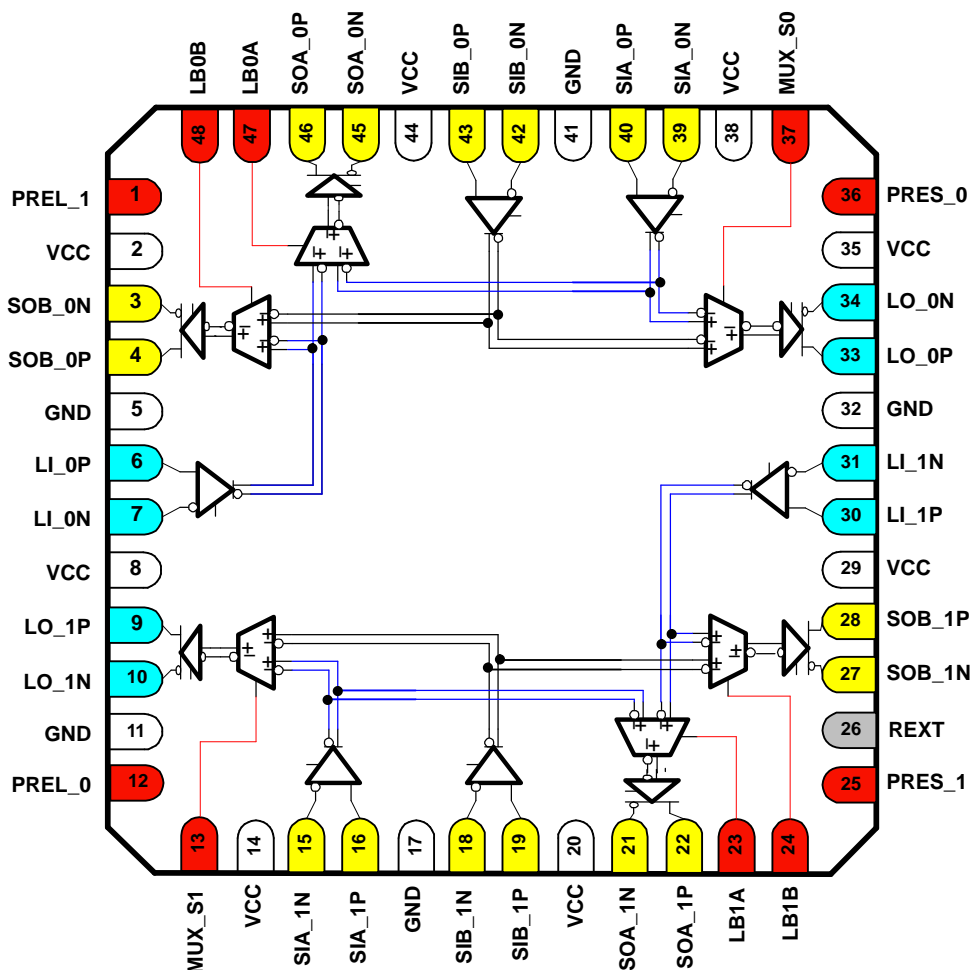 LB0B
LB0A
SOA_0P
SOA_0N
VCC
SIB_0P
SIB_0N
GND
SIA_0P
SIA_0N
VCC
MUX_S0
48
47
46
45
44
43
42
41
40
39
38
37
PREL_1
1
36
PRES_0
VCC
2
35
VCC
SOB_0N
3
34
LO_0N
SOB_0P
4
33
LO_0P
GND
5
32
GND
LI_0P
6
31
LI_1N
LI_0N
7
30
LI_1P
VCC
8
29
VCC
LO_1P
9
28
SOB_1P
LO_1N
10
27
SOB_1N
GND
11
26
REXT
PREL_0
12
25
PRES_1
13
14
15
16
17
18
19
20
21
22
23
24
MUX_S1
VCC
SIA_1N
SIA_1P
GND
SIB_1N
SIB_1P
VCC
SOA_1N
SOA_1P
LB1A
LB1B